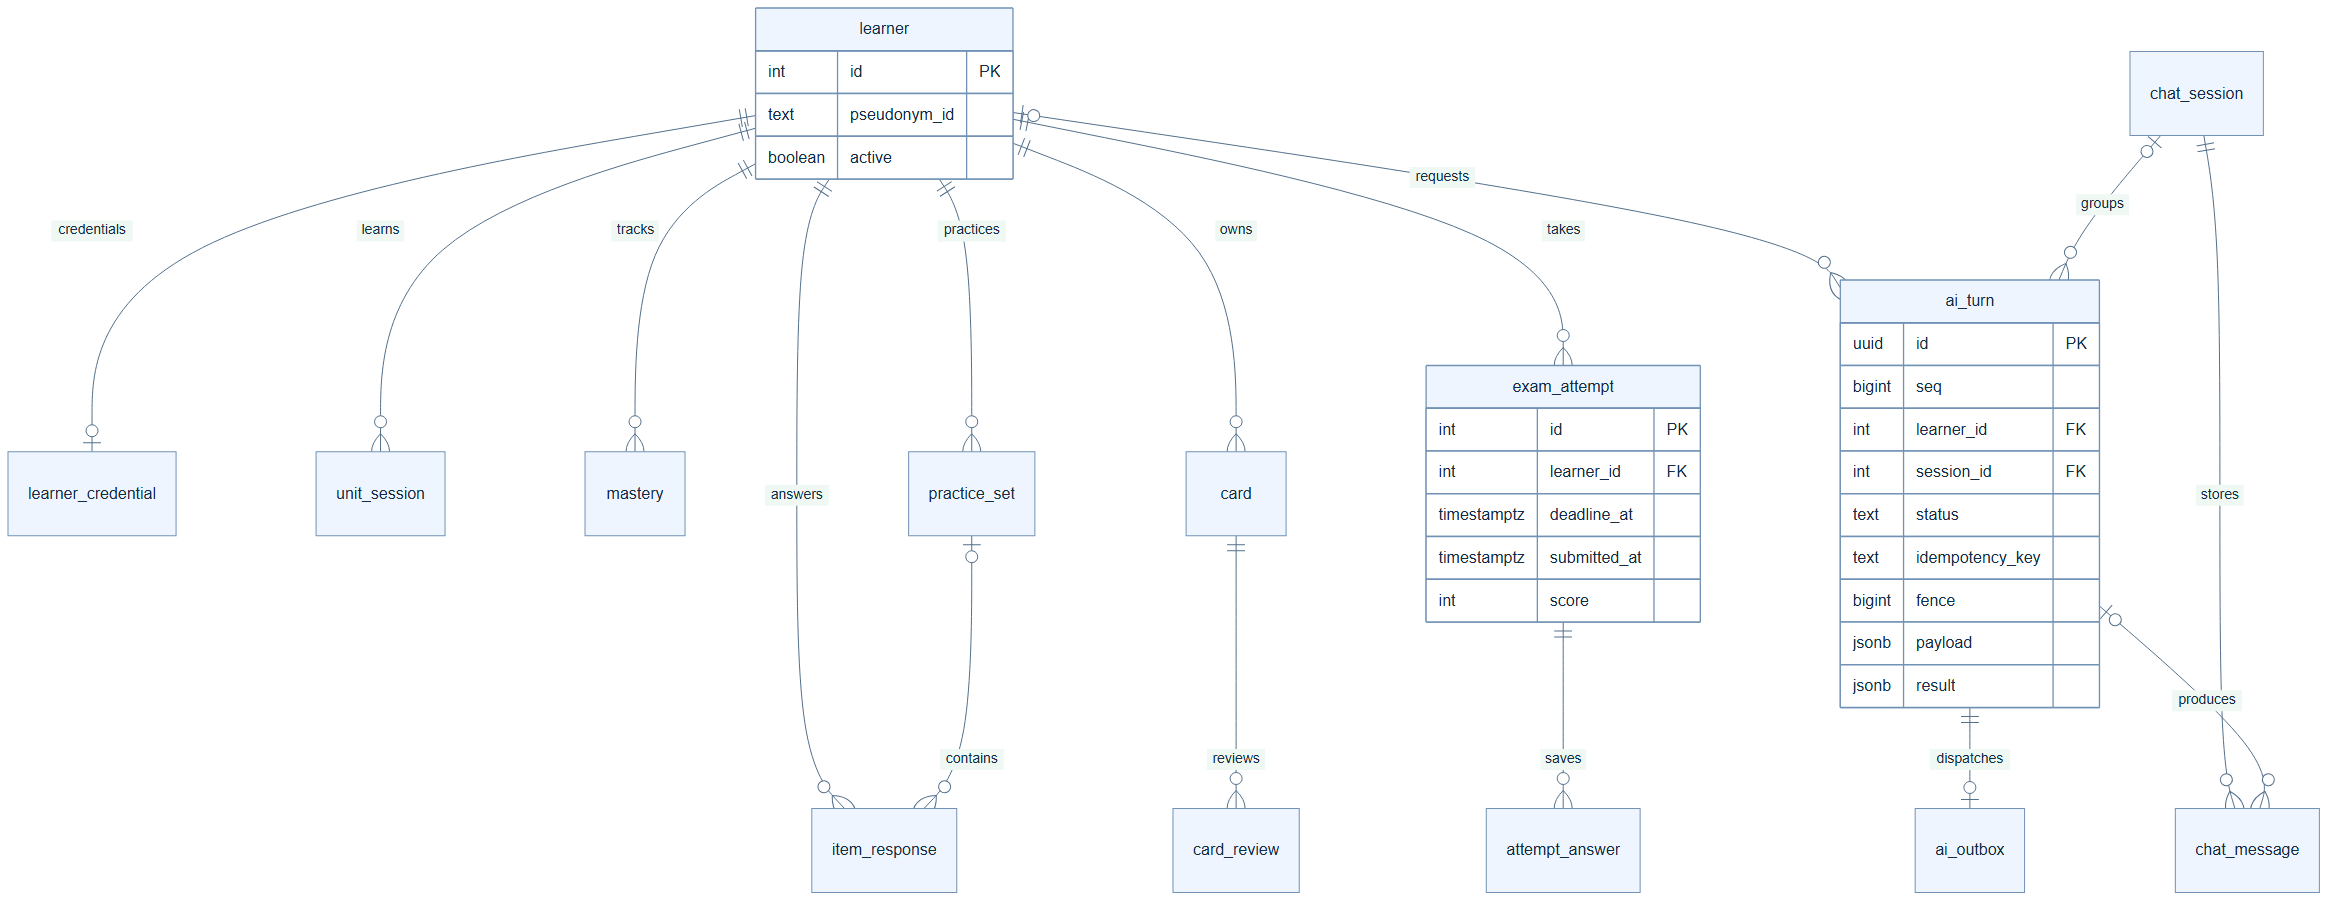 learner
int id PK
text pseudonym_id
boolean active
chat_session
requests
groups
credentials
learns
tracks
practices
owns
takes
ai_turn
uuid id PK
bigint seq
int learner_id FK
int session_id FK
text status
text idempotency_key
bigint fence
jsonb payload
jsonb result
exam_attempt
int id PK
int learner_id FK
timestamptz deadline_at
timestamptz submitted_at
int score
learner_credential
unit_session
mastery
answers
practice_set
card
stores
produces
contains
reviews
saves
dispatches
item_response
card_review
attempt_answer
ai_outbox
chat_message